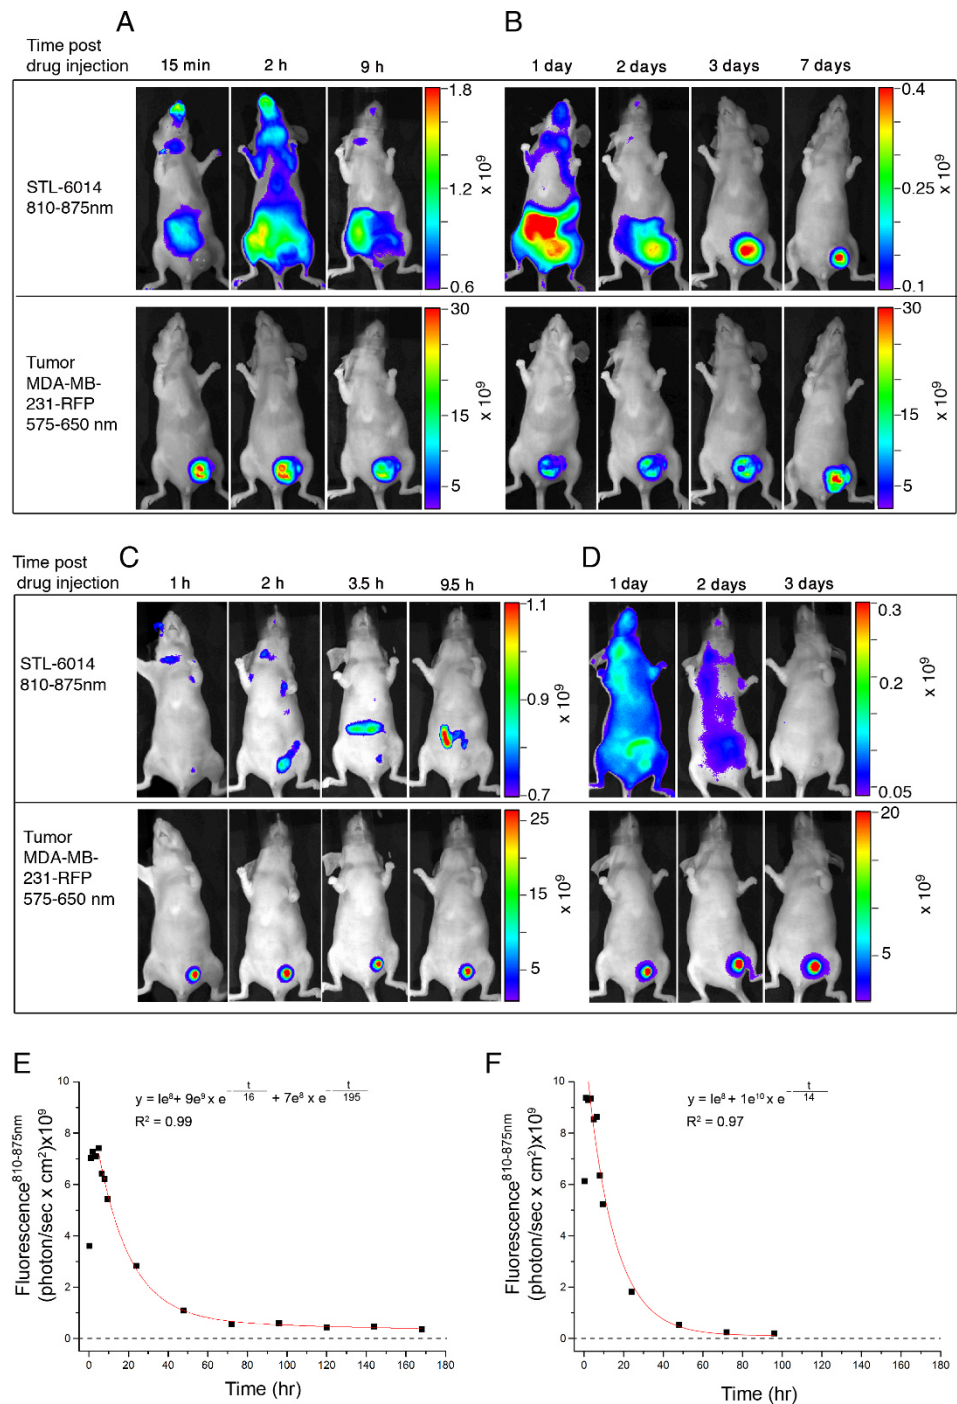 A B
Time post
drug injection 15 min 2 h 9 h 1 day 2 days 3 days 7 days
STL-6014
810-875nm
1.8
1.2
0.6
x 10⁹
0.4
0.25
0.1
x 10⁹
Tumor
MDA-MB-
231-RFP
575-650 nm
30
15
5
x 10⁹
30
15
5
x 10⁹
C D
Time post
drug injection 1 h 2 h 3.5 h 9.5 h 1 day 2 days 3 days
STL-6014
810-875nm
1.1
0.9
0.7
x 10⁹
0.3
0.2
0.05
x 10⁹
Tumor
MDA-MB-
231-RFP
575-650 nm
25
15
5
x 10⁹
20
5
x 10⁹
E
y = Ie⁸+ 9e⁹ x e^-t/16 + 7e⁸ x e^-t/195
R² = 0.99
Fluorescence⁸¹⁰⁻⁸⁷⁵ⁿᵐ
(photon/sec x cm²)x10⁹
10
8
6
4
2
0
0 20 40 60 80 100 120 140 160 180
Time (hr)
F
y = Ie⁸ + 1e¹⁰ x e^-t/14
R² = 0.97
Fluorescence⁸¹⁰⁻⁸⁷⁵ⁿᵐ
(photon/sec x cm²)x10⁹
10
8
6
4
2
0
0 20 40 60 80 100 120 140 160 180
Time (hr)